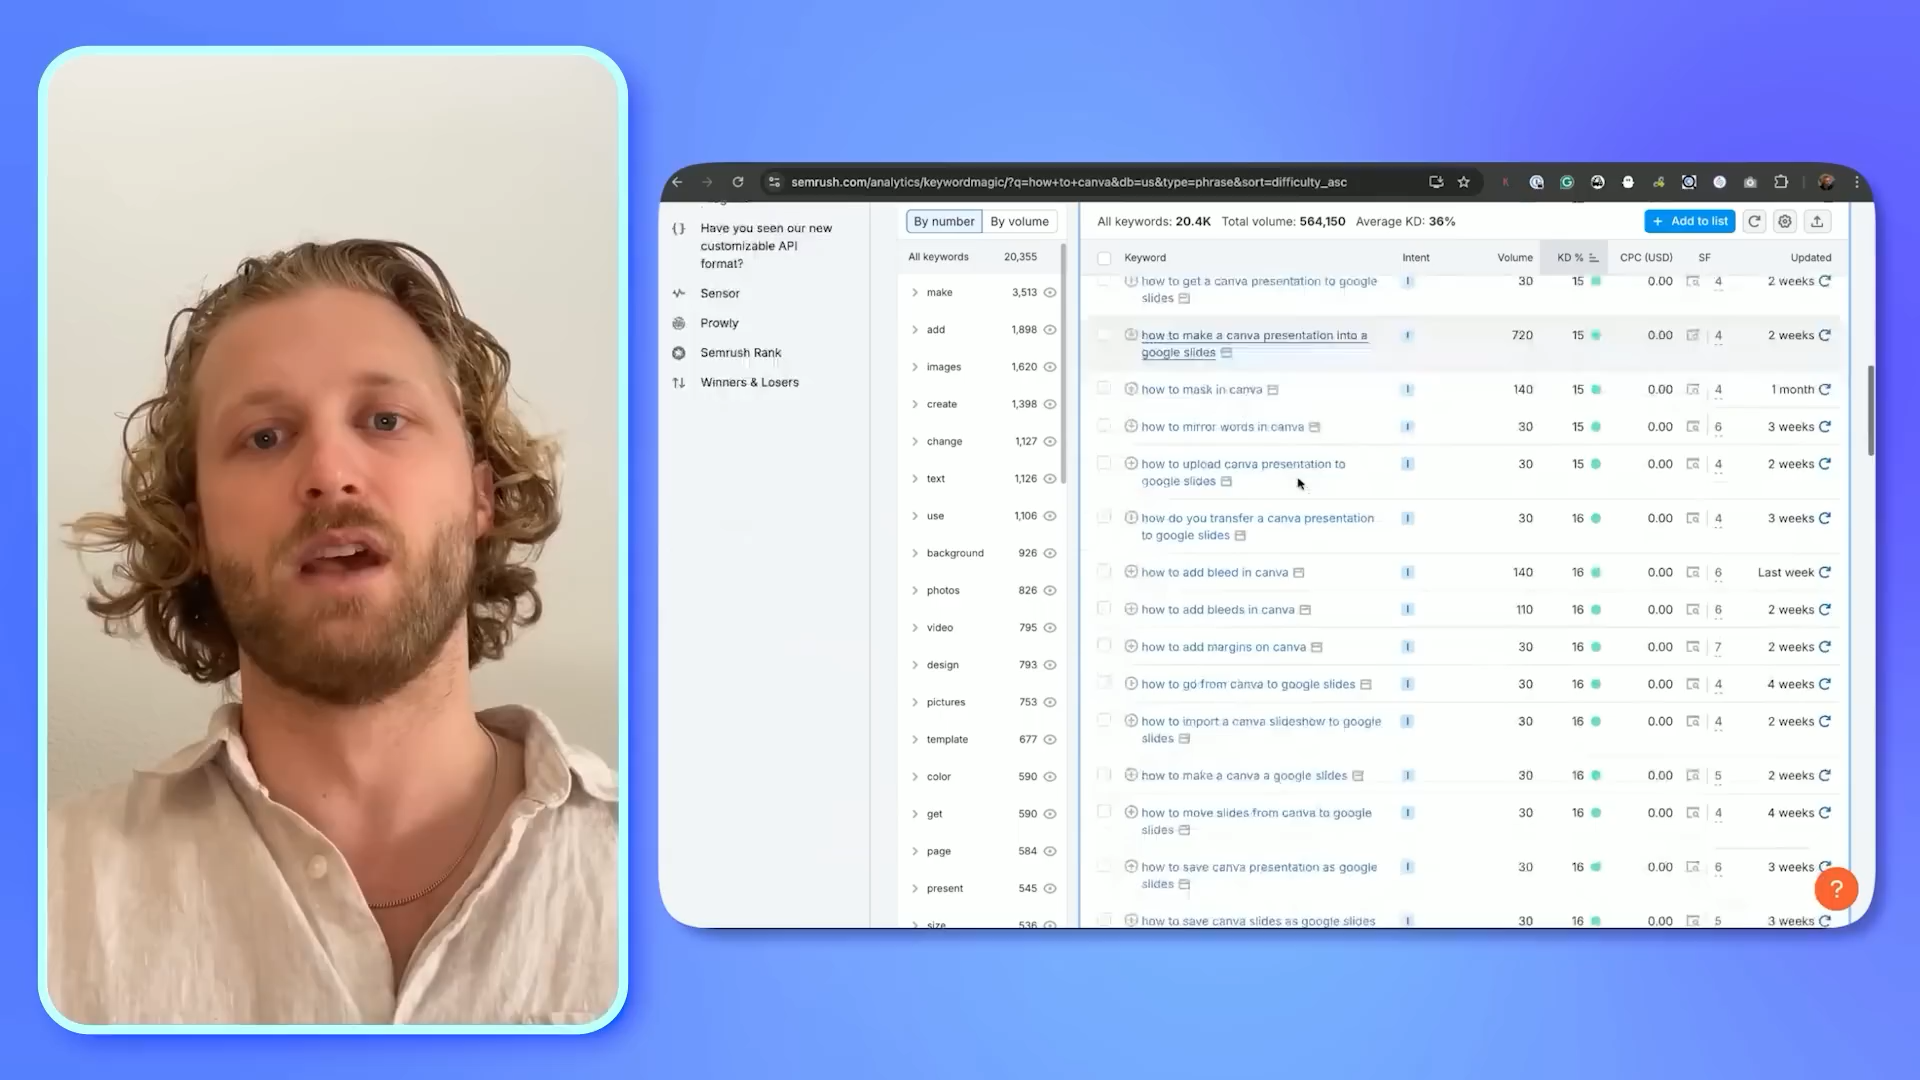 semrush.com/analytics/keywordmagic/?q=how+to+canva&db=us&type=phrase&sort=difficulty_asc
Have you seen our new
customizable API
format?
Sensor
Prowly
Semrush Rank
Winners & Losers
By number By volume
All keywords 20,355
make 3,513
add 1,898
images 1,620
create 1,398
change 1,127
text 1,126
use 1,106
background 926
photos 826
video 795
design 793
pictures 753
template 677
color 590
get 590
page 584
present 545
size 536
All keywords: 20.4K Total volume: 564,150 Average KD: 36%
+ Add to list
Keyword Intent Volume KD % CPC (USD) SF Updated
how to get a canva presentation to google
slides I 30 15 0.00 4 2 weeks
how to make a canva presentation into a
google slides I 720 15 0.00 4 2 weeks
how to mask in canva I 140 15 0.00 4 1 month
how to mirror words in canva I 30 15 0.00 6 3 weeks
how to upload canva presentation to
google slides I 30 15 0.00 4 2 weeks
how do you transfer a canva presentation
to google slides I 30 16 0.00 4 3 weeks
how to add bleed in canva I 140 16 0.00 6 Last week
how to add bleeds in canva I 110 16 0.00 6 2 weeks
how to add margins on canva I 30 16 0.00 7 2 weeks
how to go from canva to google slides I 30 16 0.00 4 4 weeks
how to import a canva slideshow to google
slides I 30 16 0.00 4 2 weeks
how to make a canva a google slides I 30 16 0.00 5 2 weeks
how to move slides from canva to google
slides I 30 16 0.00 4 4 weeks
how to save canva presentation as google
slides I 30 16 0.00 6 3 weeks
how to save canva slides as google slides I 30 16 0.00 5 3 weeks
?